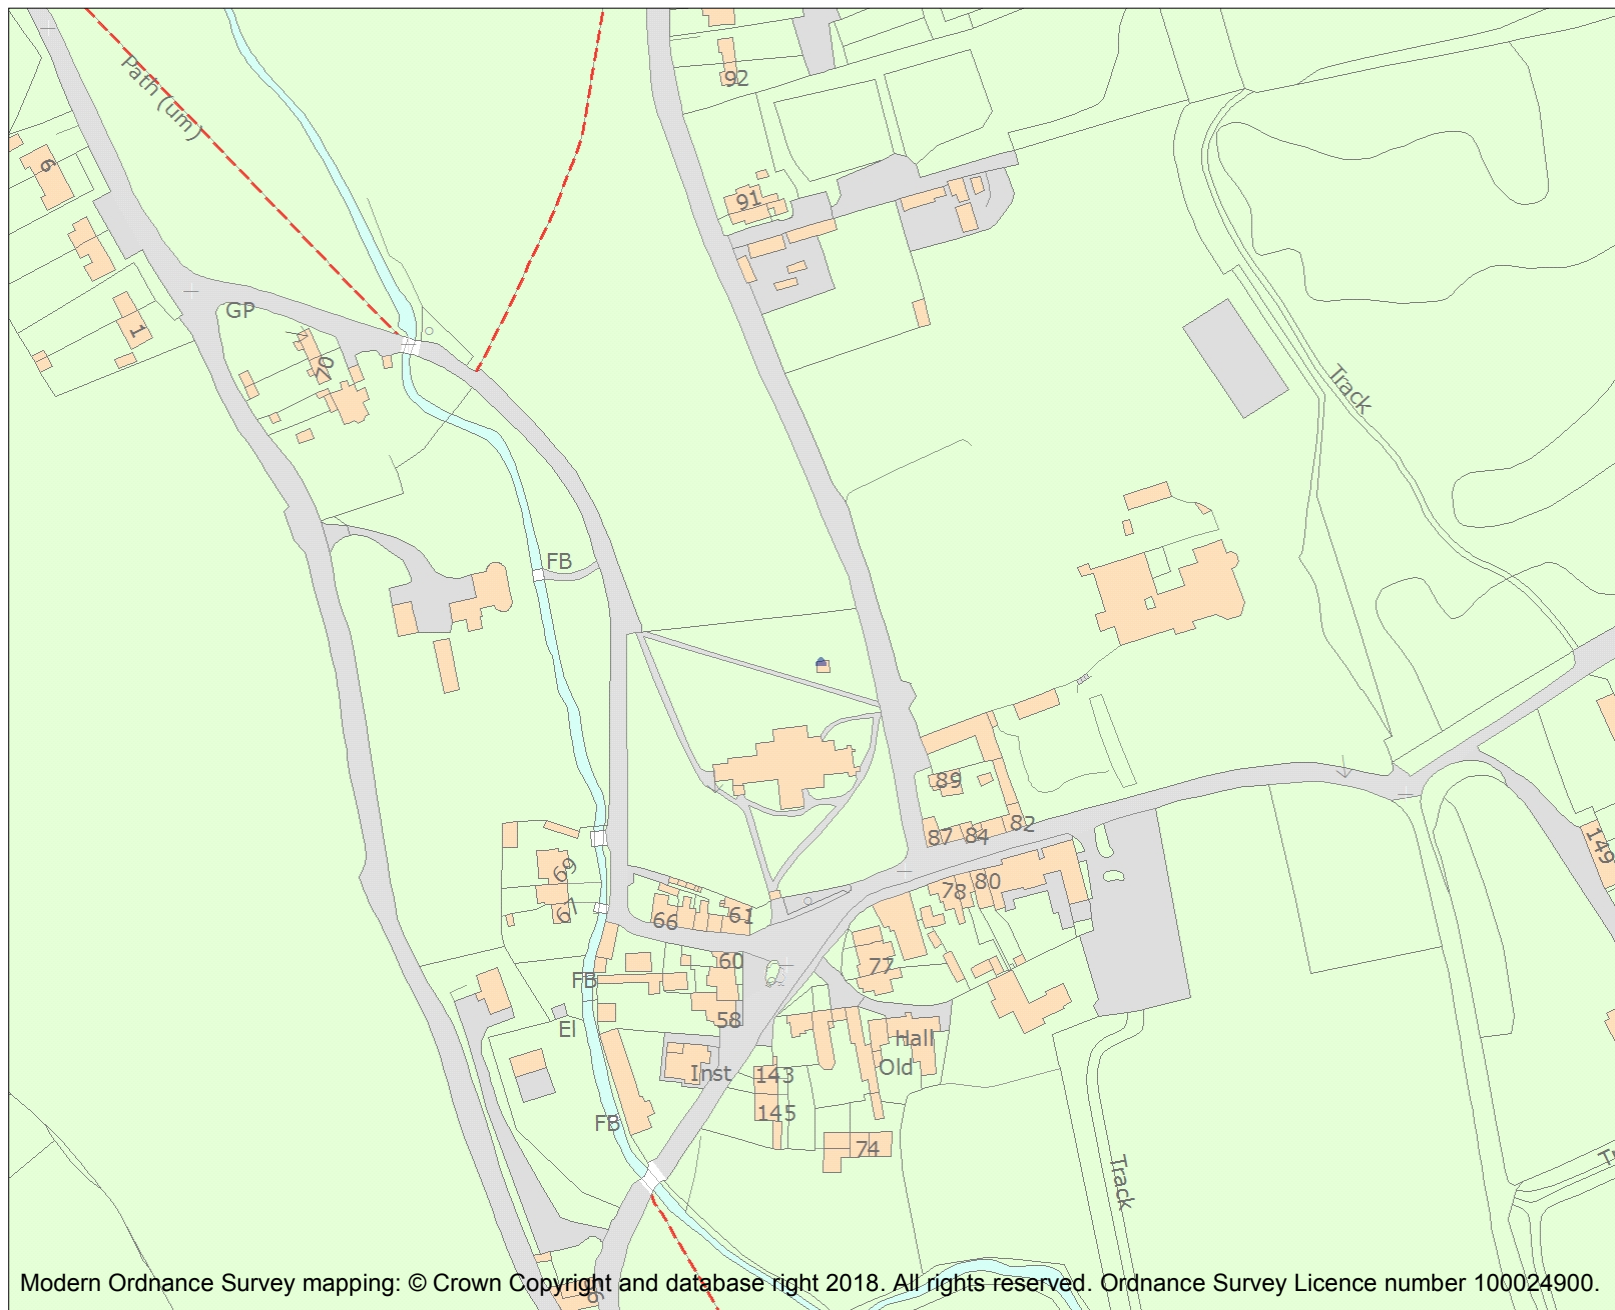 92
Path (um)
6
91
GP
1
70
Track
FB
89
87
84
82
149
69
80
78
67
66
61
77
60
FB
58
El
Hall
Old
Inst
143
145
FB
74
Track
Modern Ordnance Survey mapping: © Crown Copyright and database right 2018. All rights reserved. Ordnance Survey Licence number 100024900.